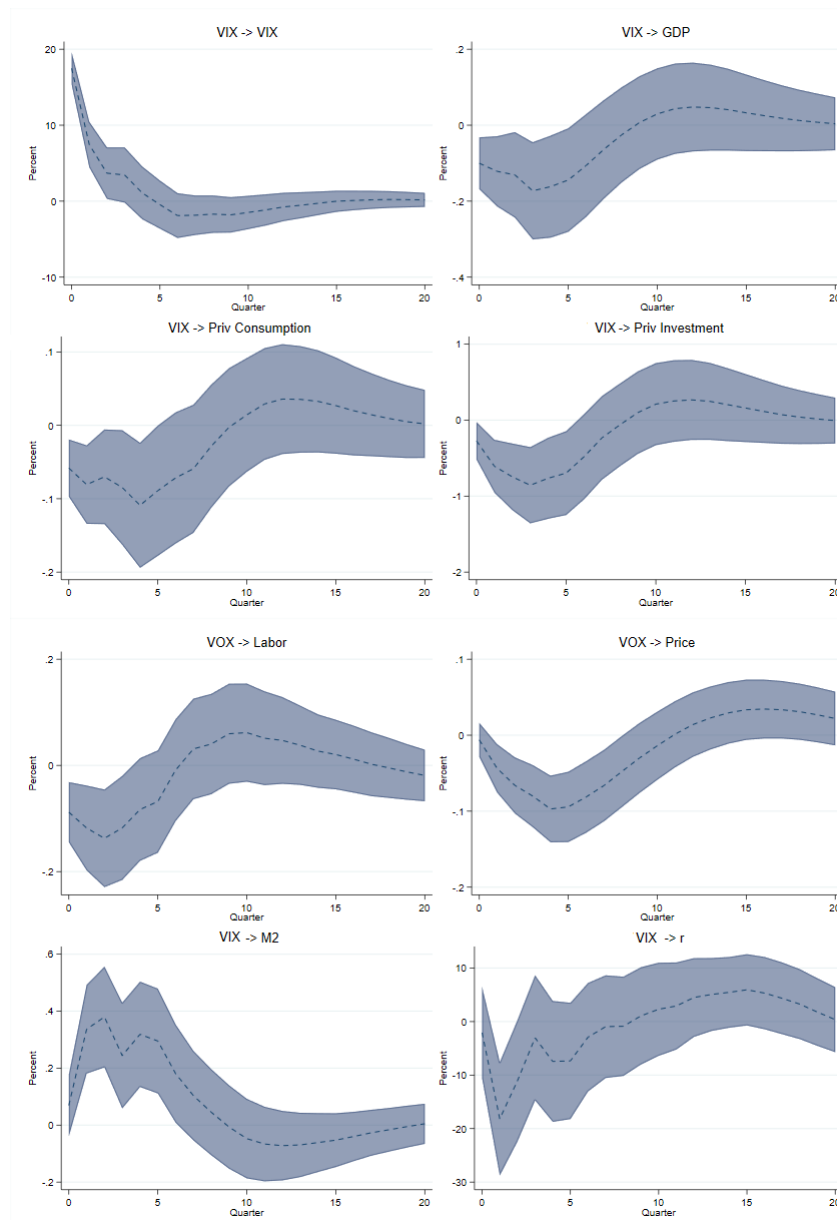 VIX -> VIX
20
10
0
-10
Percent
0 5 10 15 20
Quarter
VIX -> GDP
.2
0
-.2
-.4
Percent
0 5 10 15 20
Quarter
VIX -> Priv Consumption
.1
0
-.1
-.2
Percent
0 5 10 15 20
Quarter
VIX -> Priv Investment
1
0
-1
-2
Percent
0 5 10 15 20
Quarter
VOX -> Labor
.2
0
-.2
Percent
0 5 10 15 20
Quarter
VOX -> Price
.1
0
-.1
-.2
Percent
0 5 10 15 20
Quarter
VIX -> M2
.6
.4
.2
0
-.2
Percent
0 5 10 15 20
Quarter
VIX -> r
10
0
-10
-20
-30
Percent
0 5 10 15 20
Quarter